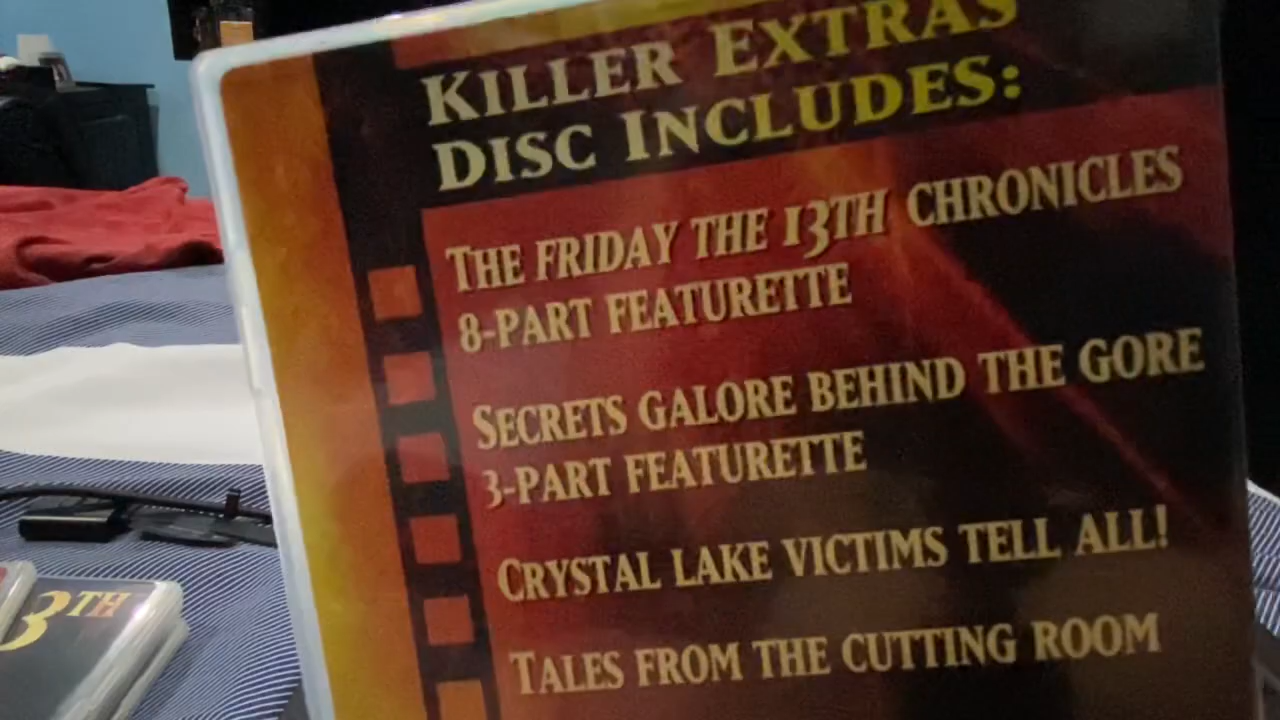 KILLER EXTRAS
DISC INCLUDES:
THE FRIDAY THE 13TH CHRONICLES
8-PART FEATURETTE
SECRETS GALORE BEHIND THE GORE
3-PART FEATURETTE
CRYSTAL LAKE VICTIMS TELL ALL!
TALES FROM THE CUTTING ROOM
3TH